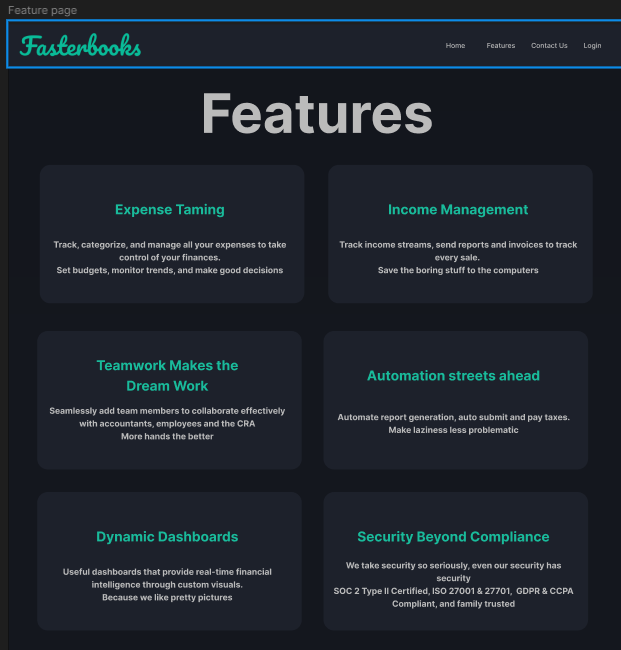 Feature page
Fasterbooks
Home Features Contact Us Login
Features
Expense Taming
Track, categorize, and manage all your expenses to take
control of your finances.
Set budgets, monitor trends, and make good decisions
Income Management
Track income streams, send reports and invoices to track
every sale.
Save the boring stuff to the computers
Teamwork Makes the
Dream Work
Seamlessly add team members to collaborate effectively
with accountants, employees and the CRA
More hands the better
Automation streets ahead
Automate report generation, auto submit and pay taxes.
Make laziness less problematic
Dynamic Dashboards
Useful dashboards that provide real-time financial
intelligence through custom visuals.
Because we like pretty pictures
Security Beyond Compliance
We take security so seriously, even our security has
security
SOC 2 Type II Certified, ISO 27001 & 27701, GDPR & CCPA
Compliant, and family trusted